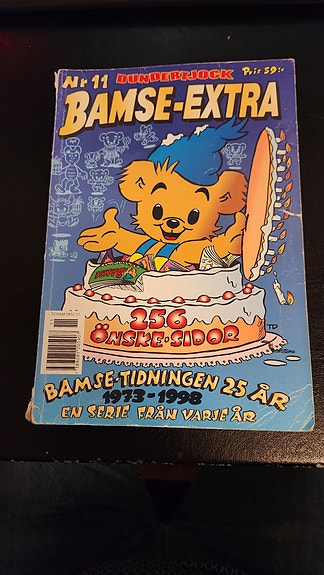 Nr 11
DUNDERTJOCK
Pris 59:-
BAMSE-EXTRA
BAMSE
256
ÖNSKE-SIDOR
BAMSE-TIDNINGEN 25 ÅR
1973-1998
EN SERIE FRÅN VARJE ÅR